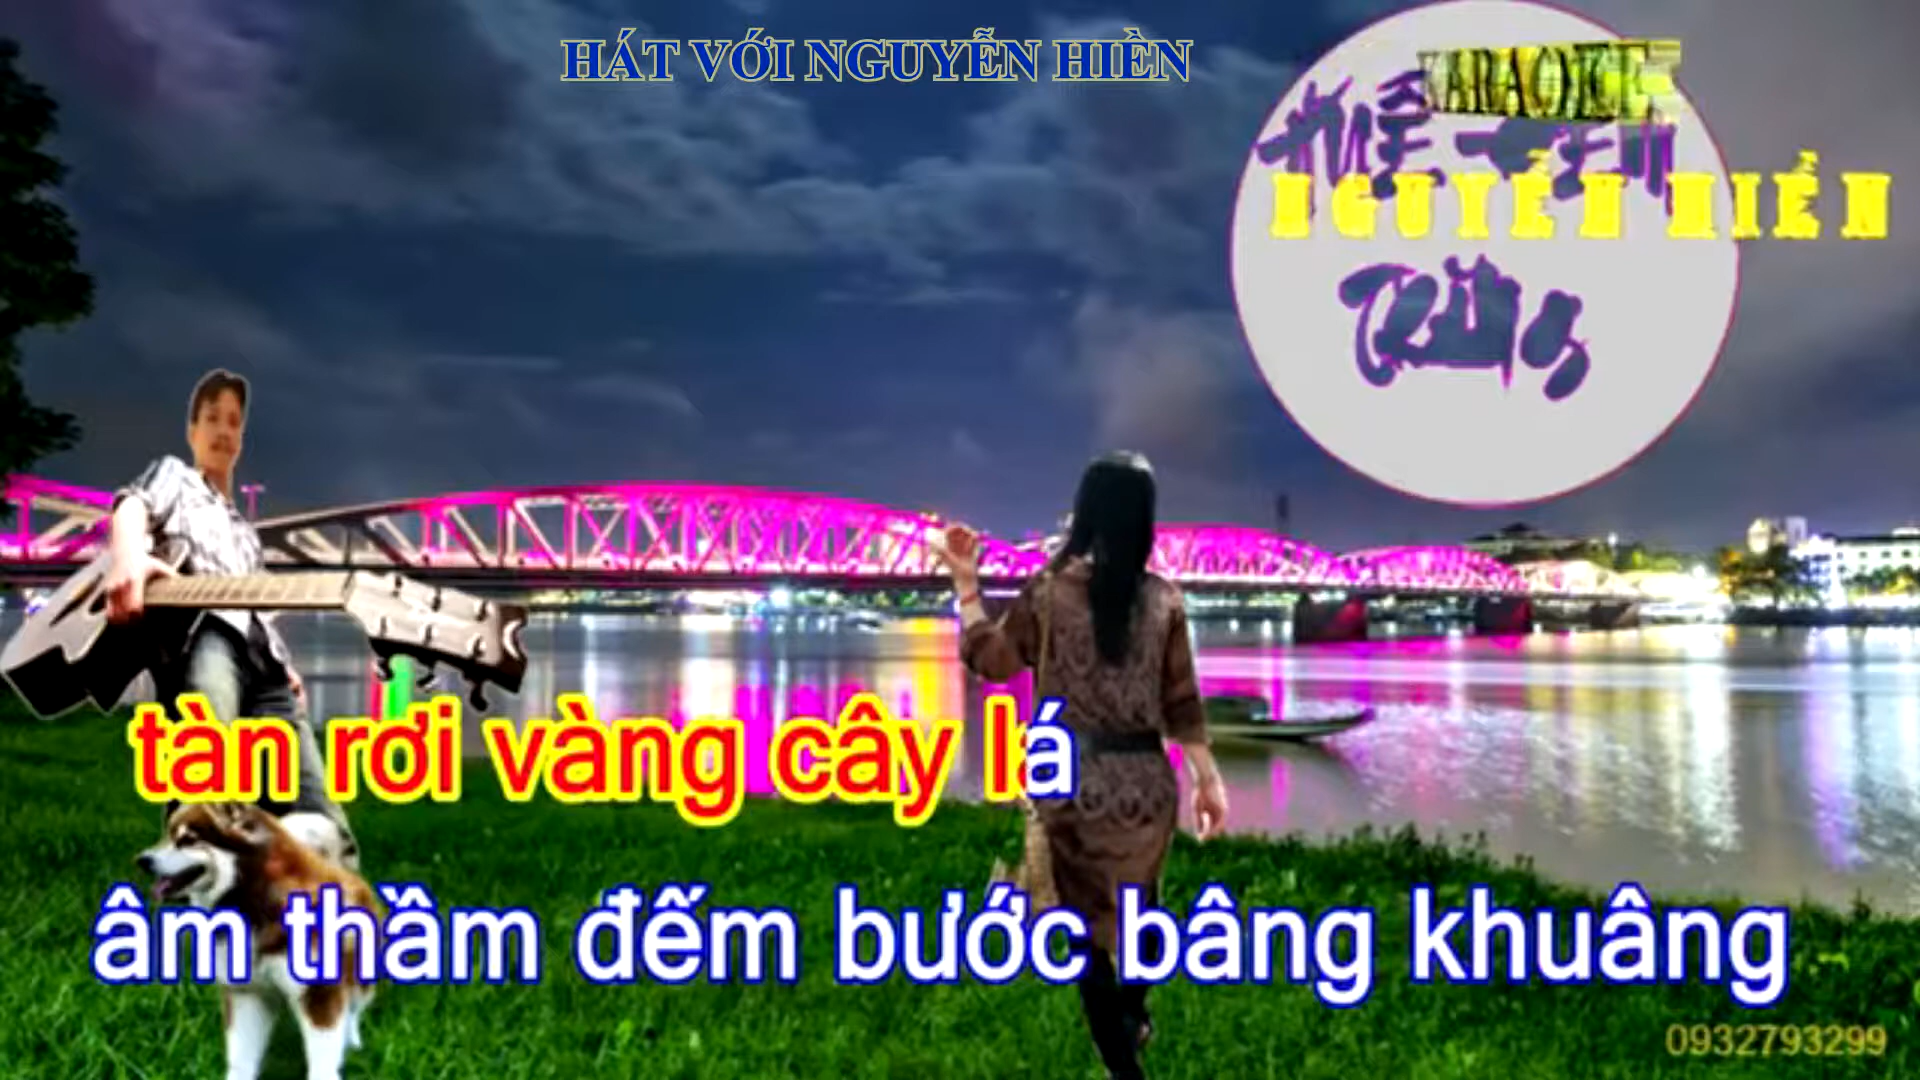 HÁT VỚI NGUYỄN HIỀN
KARAOKE
NGUYỄN HIỀN
tàn rơi vàng cây lá
âm thầm đếm bước bâng khuâng
0932793299